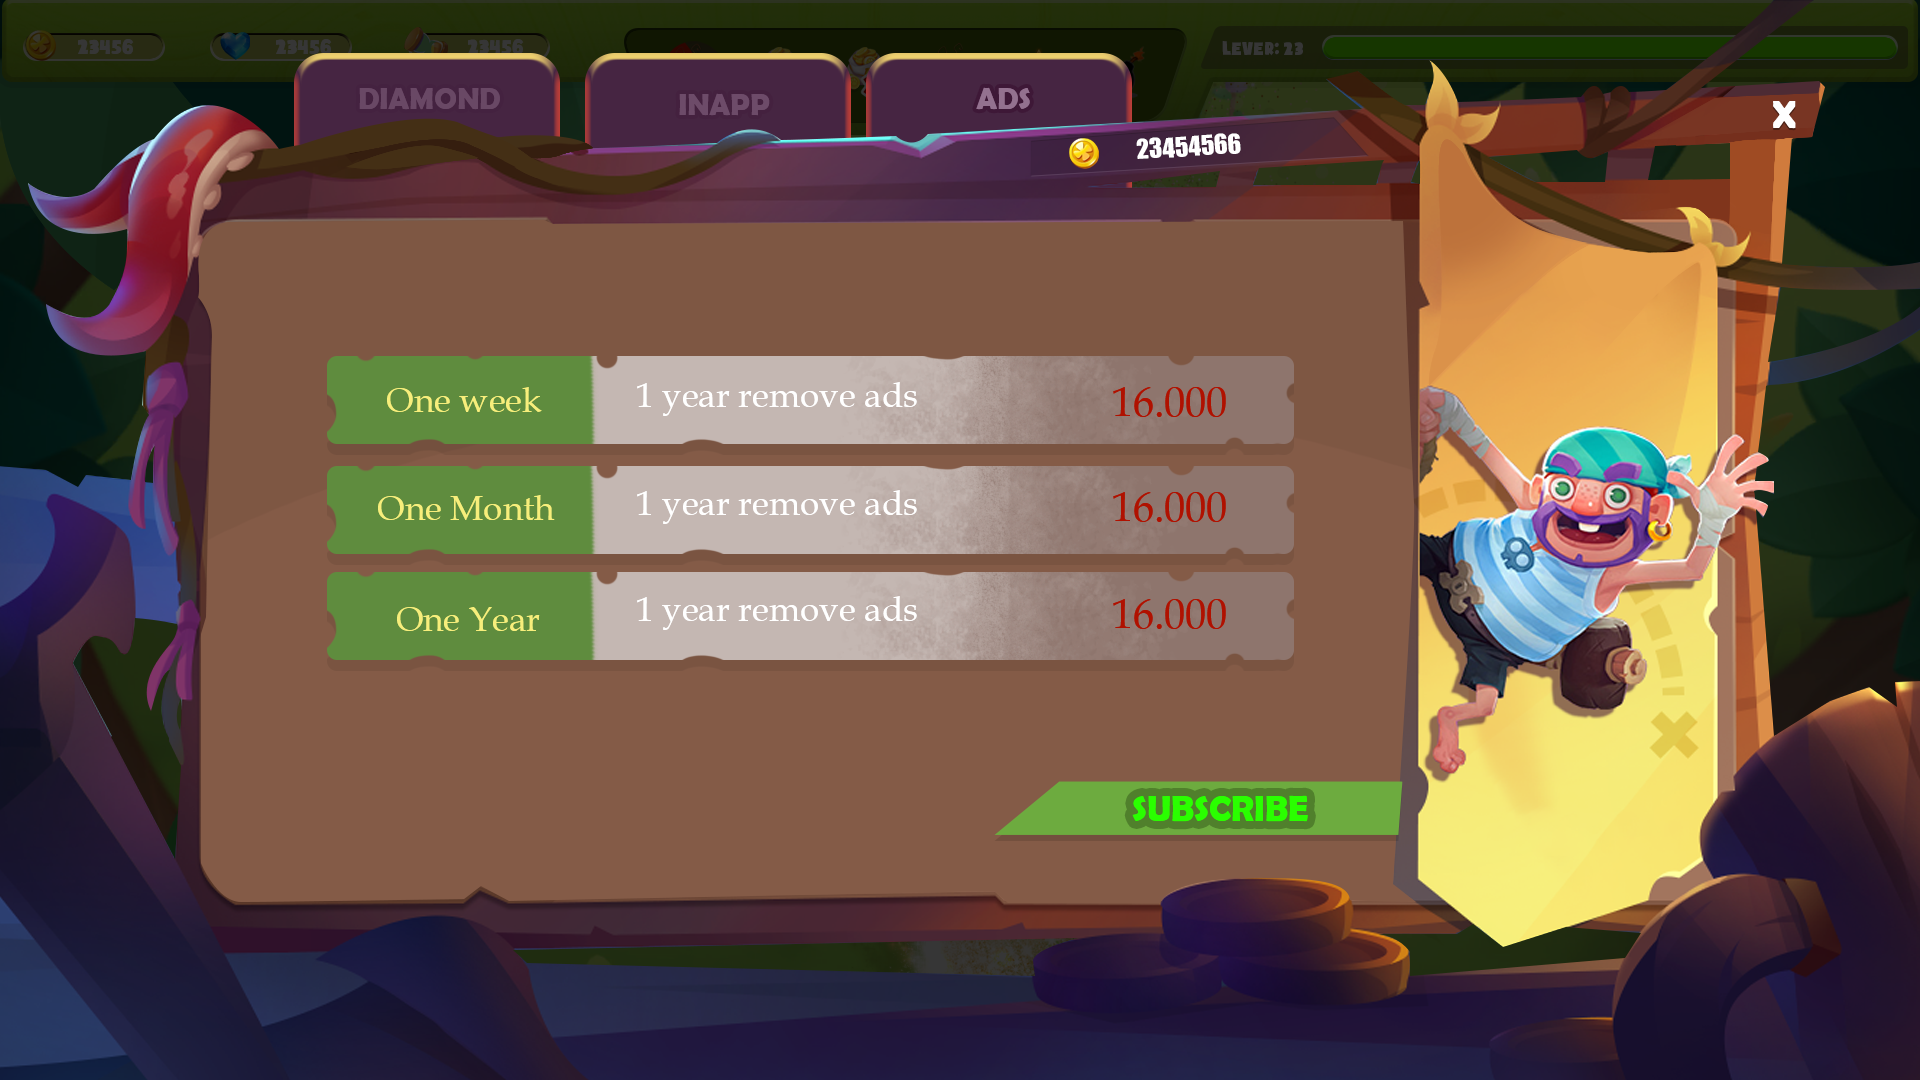 23456
23456
23456
LEVER: 23
DIAMOND
INAPP
ADS
X
23454566
One week
1 year remove ads
16.000
One Month
1 year remove ads
16.000
One Year
1 year remove ads
16.000
SUBSCRIBE